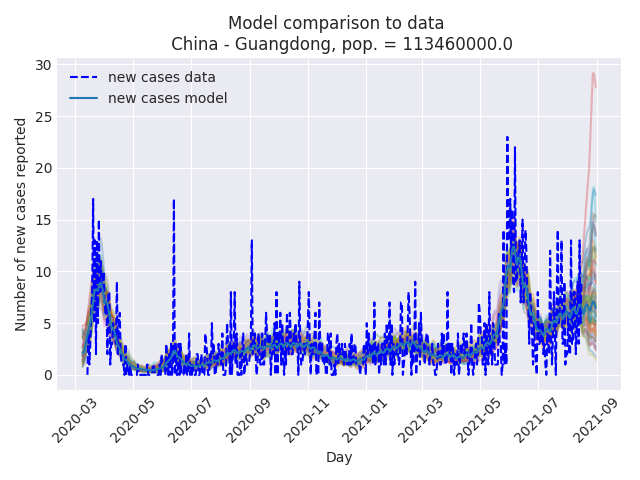 Model comparison to data
China - Guangdong, pop. = 113460000.0
new cases data
new cases model
Number of new cases reported
30
25
20
15
10
5
0
2020-03
2020-05
2020-07
2020-09
2020-11
2021-01
2021-03
2021-05
2021-07
2021-09
Day